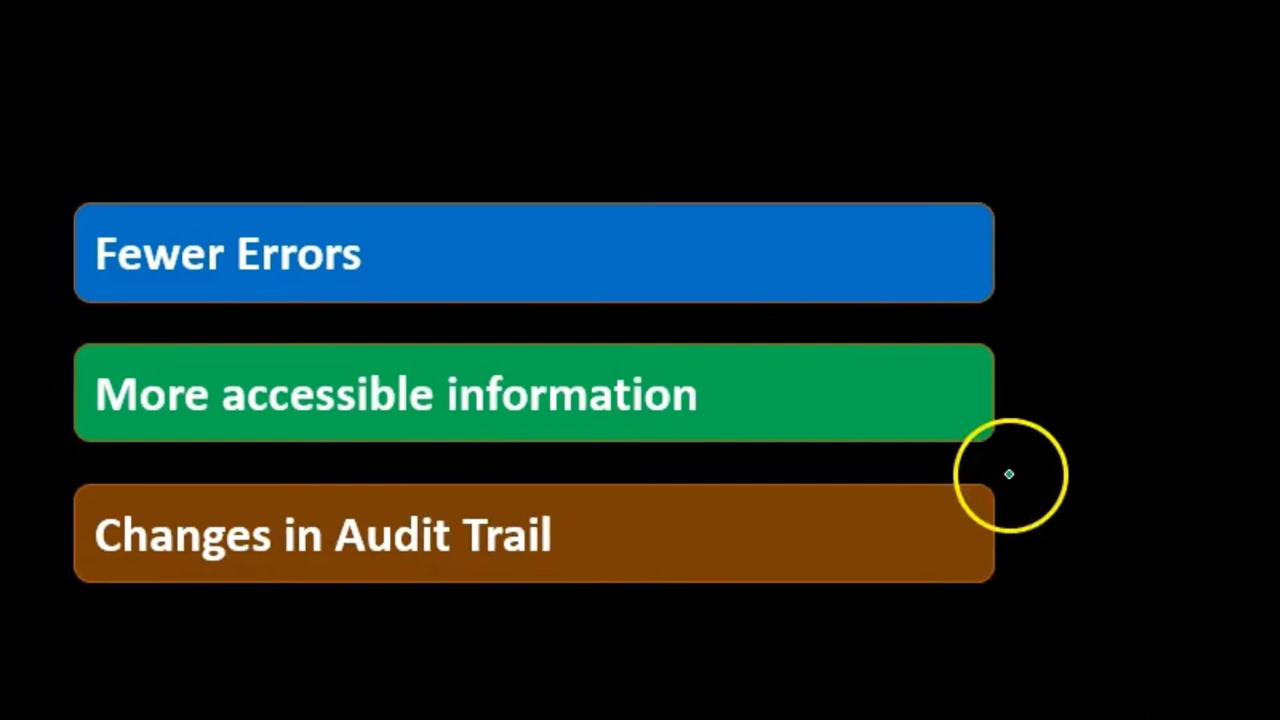 Fewer Errors
More accessible information
Changes in Audit Trail